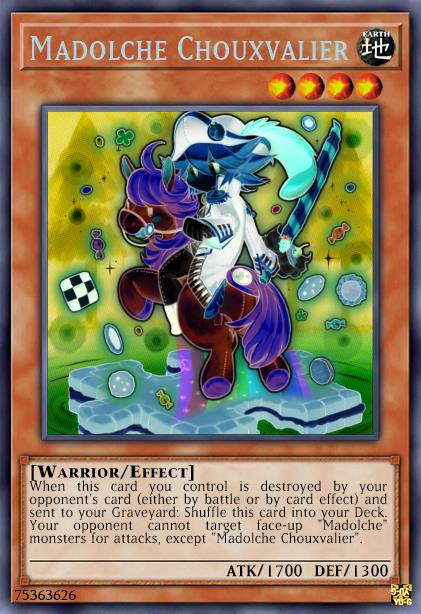 MADOLCHE CHOUXVALIER
EARTH
地
[WARRIOR/EFFECT]
When this card you control is destroyed by your
opponent's card (either by battle or by card effect) and
sent to your Graveyard: Shuffle this card into your Deck.
Your opponent cannot target face-up "Madolche"
monsters for attacks, except "Madolche Chouxvalier".
ATK/1700 DEF/1300
75363626